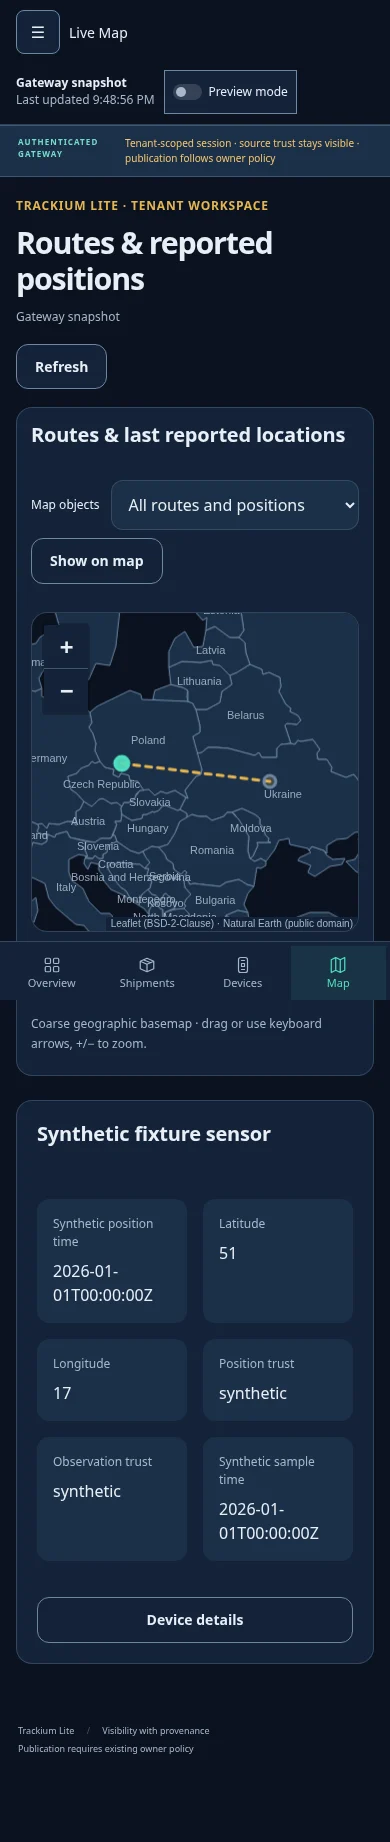 ☰ Live Map
Gateway snapshot
Last updated 9:48:56 PM
Preview mode
AUTHENTICATED
GATEWAY
Tenant-scoped session · source trust stays visible ·
publication follows owner policy
TRACKIUM LITE · TENANT WORKSPACE
Routes & reported
positions
Gateway snapshot
Refresh
Routes & last reported locations
Map objects
All routes and positions
Show on map
+
−
Latvia
Lithuania
Belarus
Poland
ermany
Czech Republic
Ukraine
Slovakia
Austria
Hungary
Moldova
and
Slovenia
Romania
Croatia
Bosnia and Herzegovina
Serbia
Italy
Montenegro
Kosovo
Bulgaria
North Macedonia
Leaflet (BSD-2-Clause) · Natural Earth (public domain)
Overview
Shipments
Devices
Map
Coarse geographic basemap · drag or use keyboard
arrows, +/− to zoom.
Synthetic fixture sensor
Synthetic position
time
2026-01-
01T00:00:00Z
Latitude
51
Longitude
17
Position trust
synthetic
Observation trust
synthetic
Synthetic sample
time
2026-01-
01T00:00:00Z
Device details
Trackium Lite / Visibility with provenance
Publication requires existing owner policy